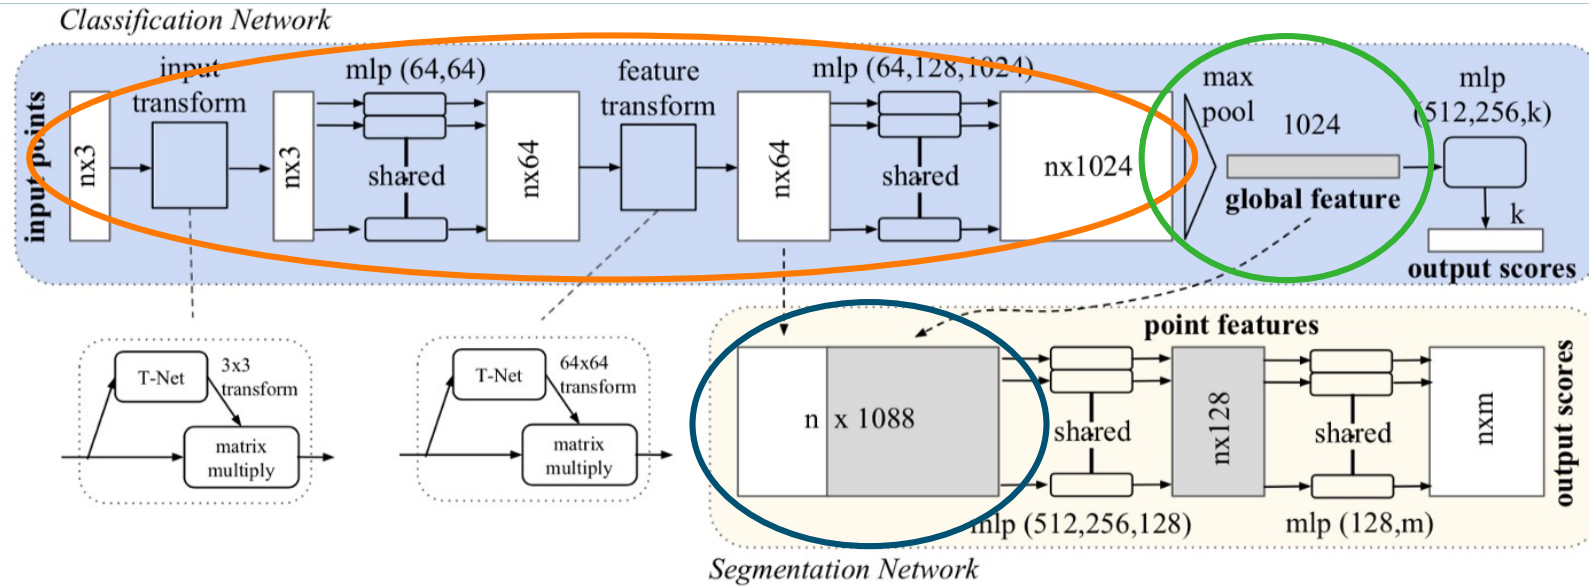 Classification Network
input points
nx3
input
transform
nx3
mlp (64,64)
shared
nx64
feature
transform
nx64
mlp (64,128,1024)
shared
nx1024
max
pool
1024
global feature
mlp
(512,256,k)
k
output scores
T-Net
3x3
transform
matrix
multiply
T-Net
64x64
transform
matrix
multiply
point features
n x 1088
shared
mlp (512,256,128)
nx128
shared
mlp (128,m)
nxm
output scores
Segmentation Network